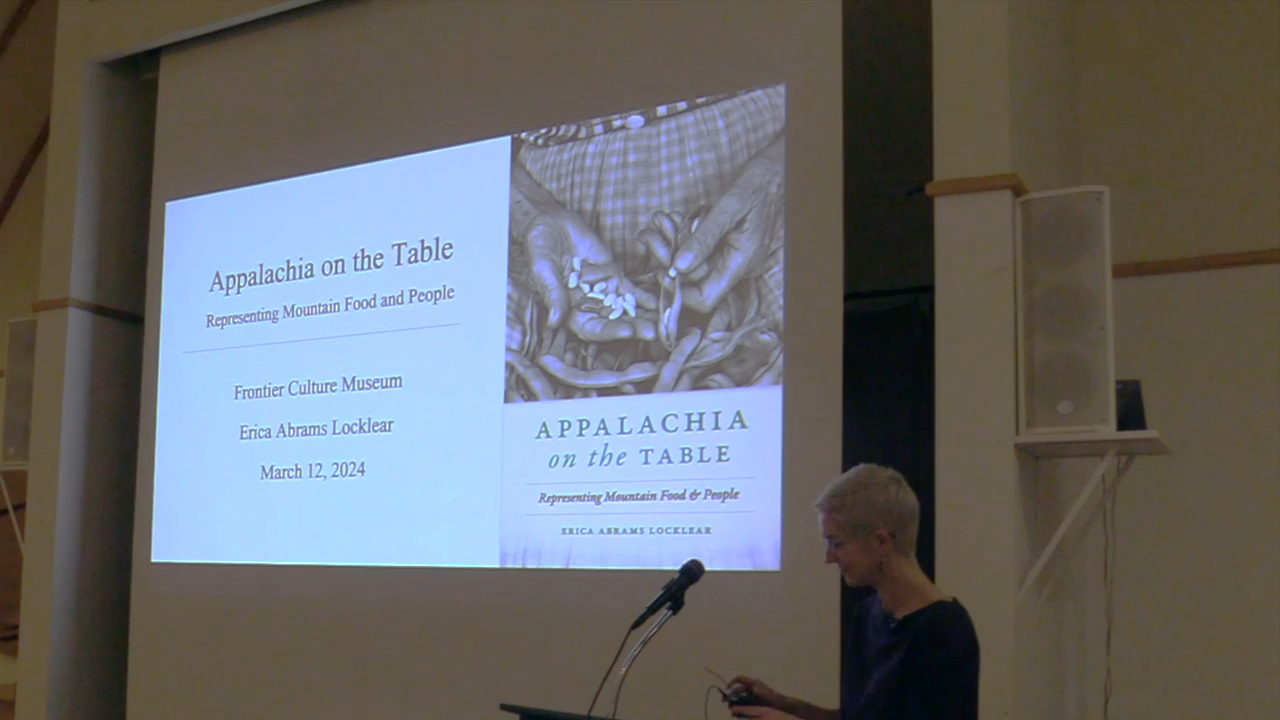 Appalachia on the Table
Representing Mountain Food and People
Frontier Culture Museum
Erica Abrams Locklear
March 12, 2024
APPALACHIA
on the TABLE
Representing Mountain Food & People
ERICA ABRAMS LOCKLEAR